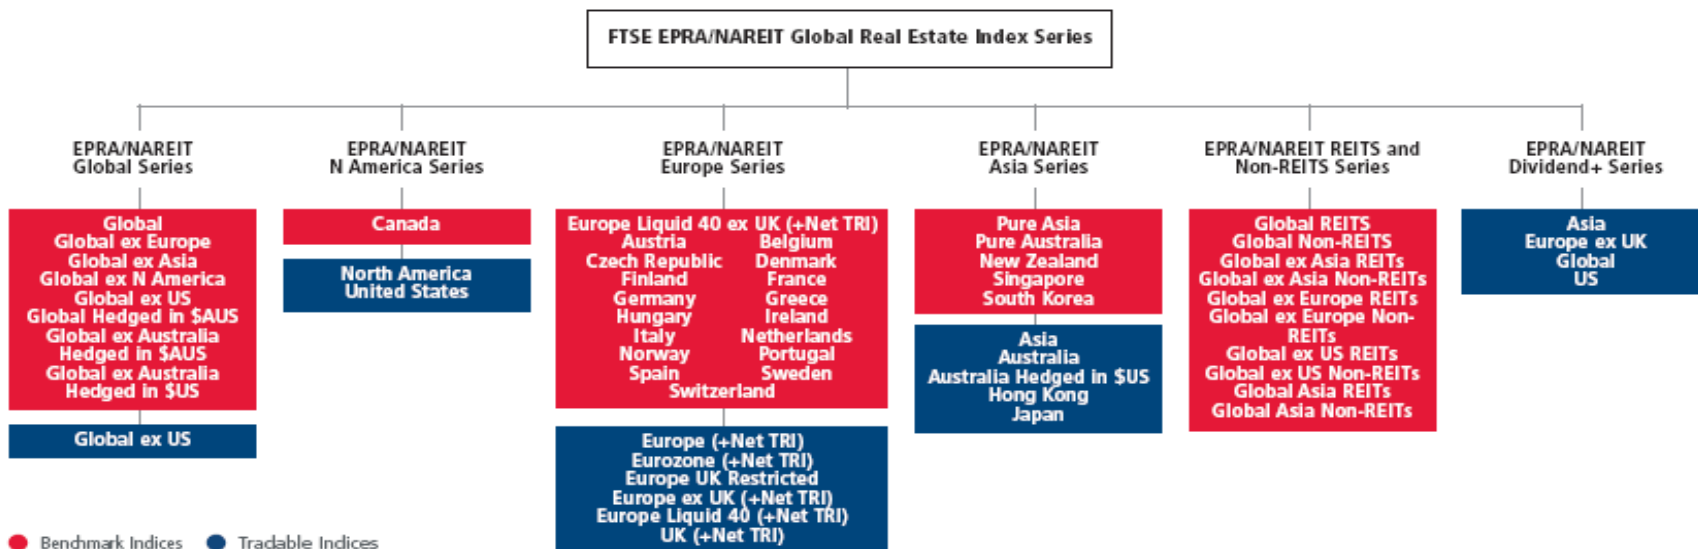 FTSE EPRA/NAREIT Global Real Estate Index Series
EPRA/NAREIT
Global Series
Global
Global ex Europe
Global ex Asia
Global ex N America
Global ex US
Global Hedged in $AUS
Global ex Australia
Hedged in $AUS
Global ex Australia
Hedged in $US
Global ex US
EPRA/NAREIT
N America Series
Canada
North America
United States
EPRA/NAREIT
Europe Series
Europe Liquid 40 ex UK (+Net TRI)
Austria Belgium
Czech Republic Denmark
Finland France
Germany Greece
Hungary Ireland
Italy Netherlands
Norway Portugal
Spain Sweden
Switzerland
Europe (+Net TRI)
Eurozone (+Net TRI)
Europe UK Restricted
Europe ex UK (+Net TRI)
Europe Liquid 40 (+Net TRI)
UK (+Net TRI)
EPRA/NAREIT
Asia Series
Pure Asia
Pure Australia
New Zealand
Singapore
South Korea
Asia
Australia
Australia Hedged in $US
Hong Kong
Japan
EPRA/NAREIT REITS and
Non-REITS Series
Global REITS
Global Non-REITS
Global ex Asia REITs
Global ex Asia Non-REITs
Global ex Europe REITs
Global ex Europe Non-
REITs
Global ex US REITs
Global ex US Non-REITs
Global Asia REITs
Global Asia Non-REITs
EPRA/NAREIT
Dividend+ Series
Asia
Europe ex UK
Global
US
Benchmark Indices Tradable Indices